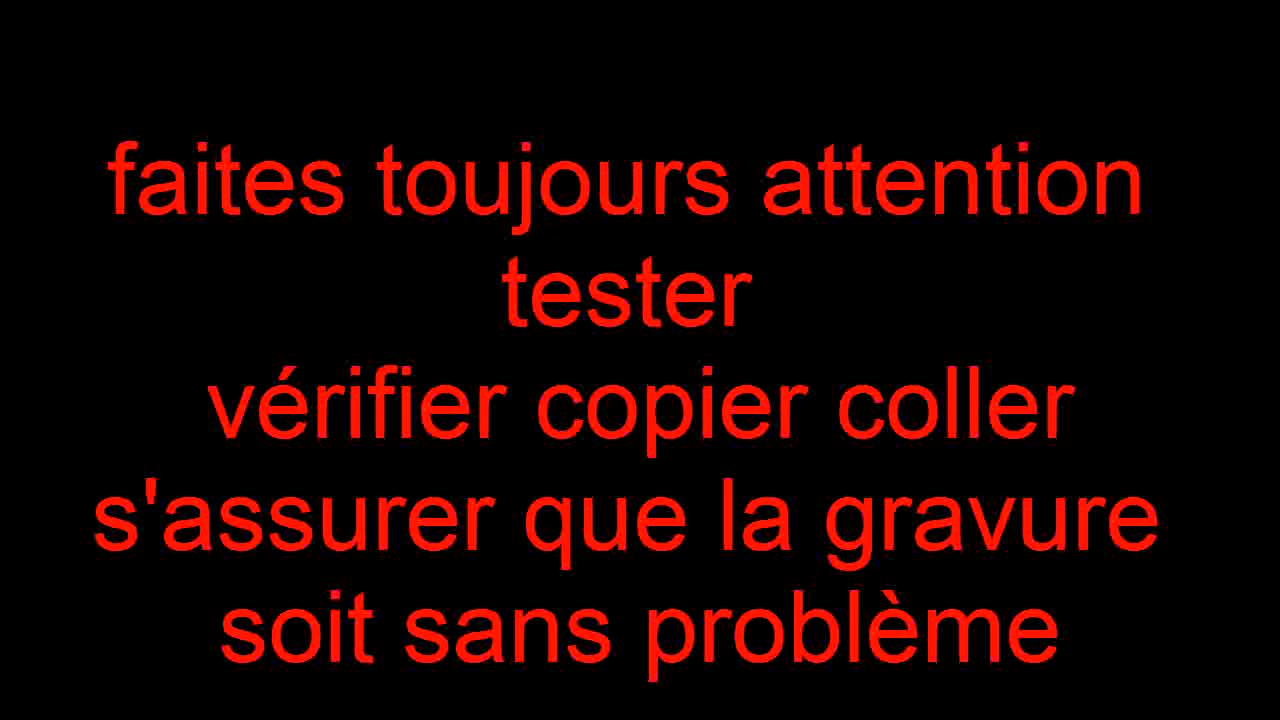 faites toujours attention
tester
vérifier copier coller
s'assurer que la gravure
soit sans problème